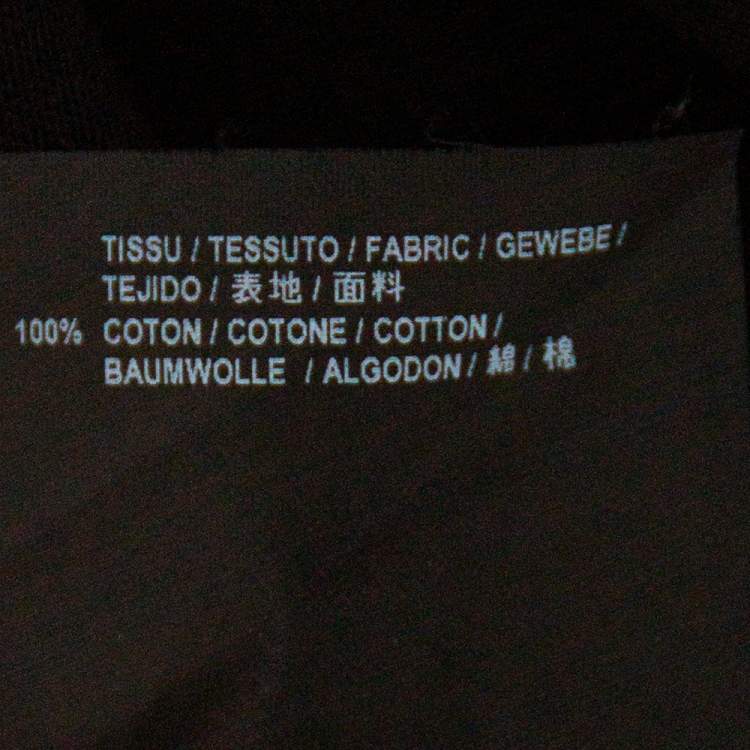 TISSU / TESSUTO / FABRIC / GEWEBE /
TEJIDO / 表地 / 面料
100% COTON / COTONE / COTTON /
BAUMWOLLE / ALGODON / 綿 / 棉